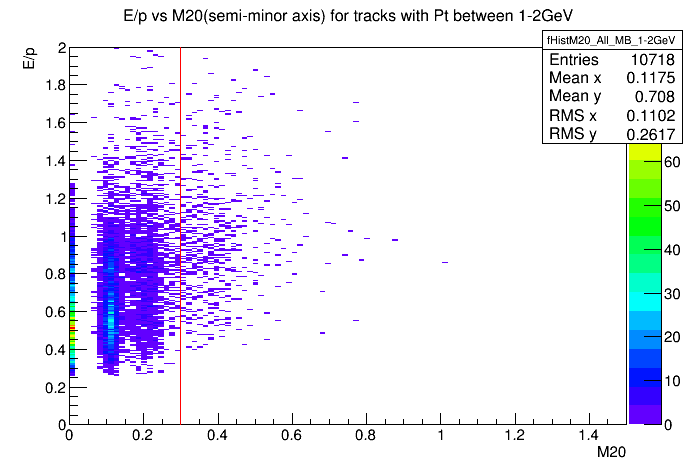 E/p vs M20(semi-minor axis) for tracks with Pt between 1-2GeV
fHistM20_All_MB_1-2GeV
Entries 10718
Mean x 0.1175
Mean y 0.708
RMS x 0.1102
RMS y 0.2617
E/p
2
1.8
1.6
1.4
1.2
1
0.8
0.6
0.4
0.2
0
0 0.2 0.4 0.6 0.8 1 1.2 1.4
M20
60
50
40
30
20
10
0